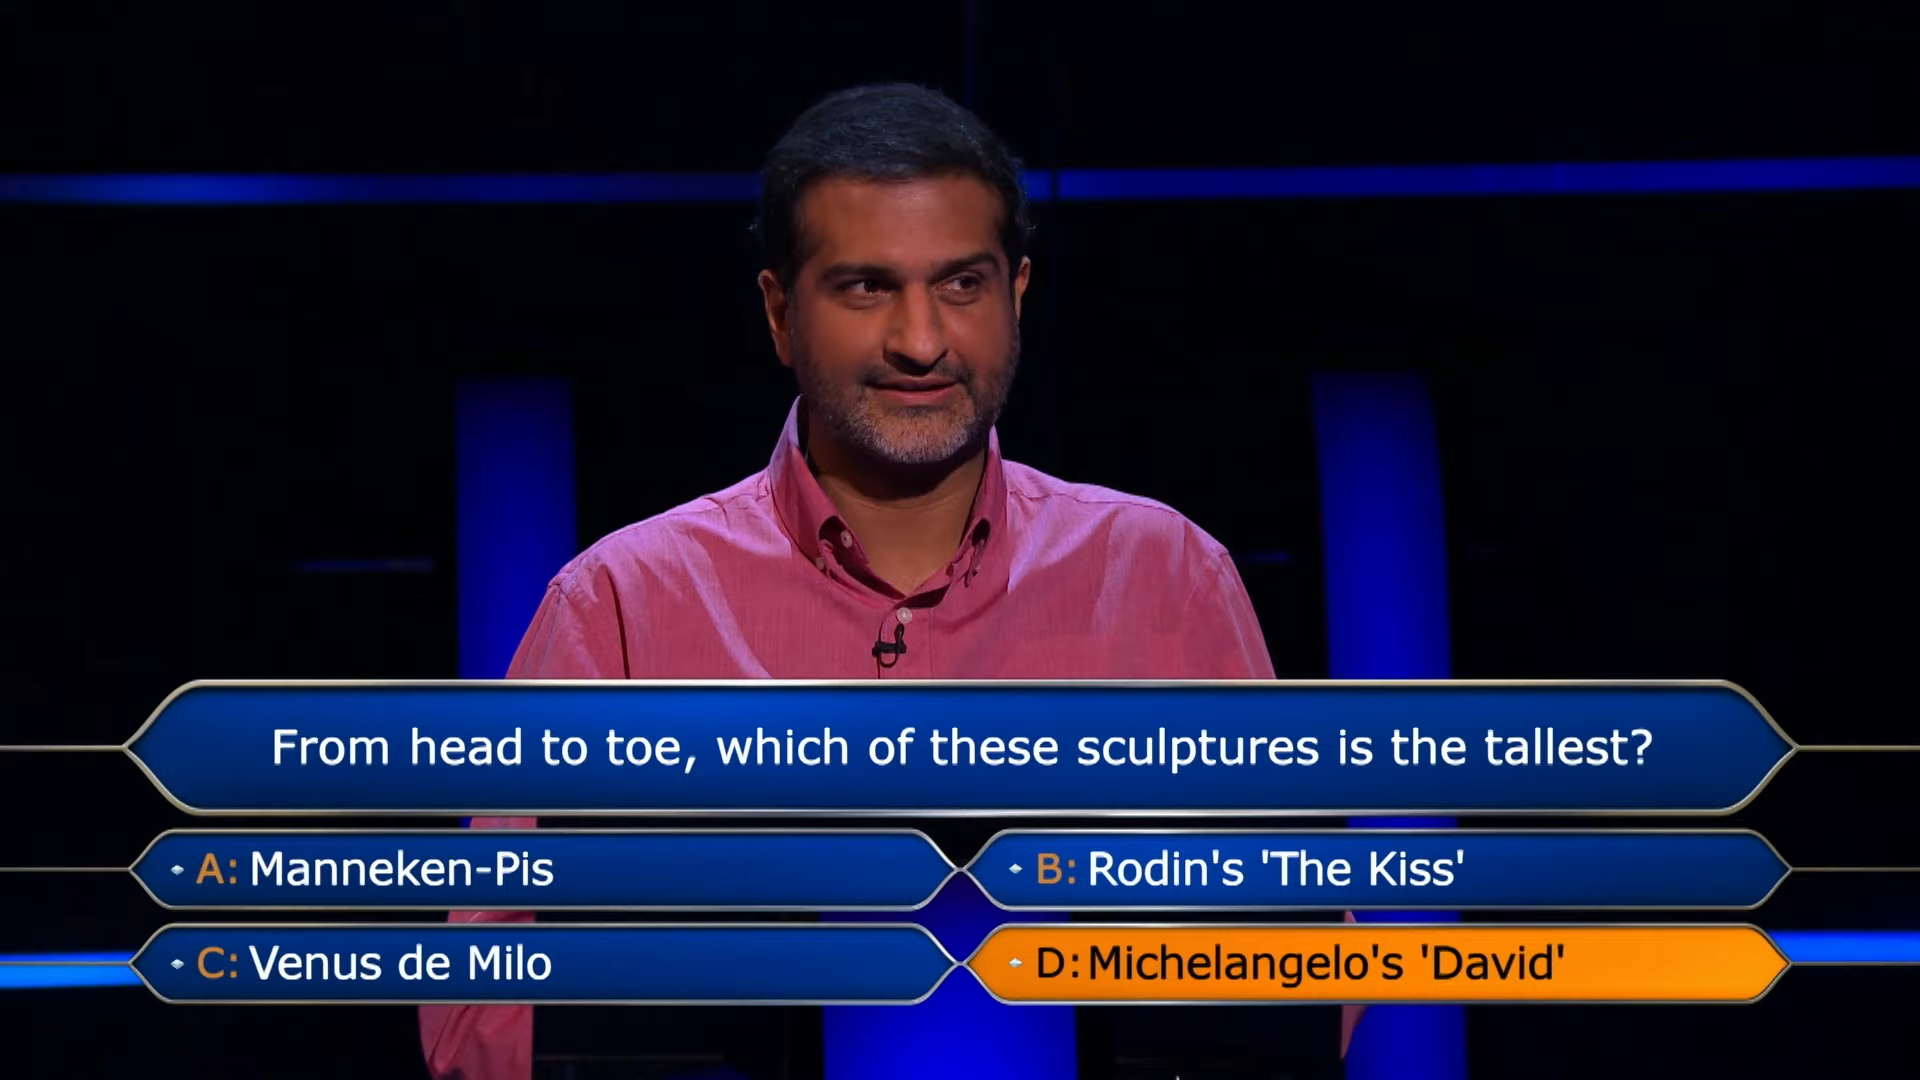 From head to toe, which of these sculptures is the tallest?
A: Manneken-Pis
B: Rodin's 'The Kiss'
C: Venus de Milo
D: Michelangelo's 'David'